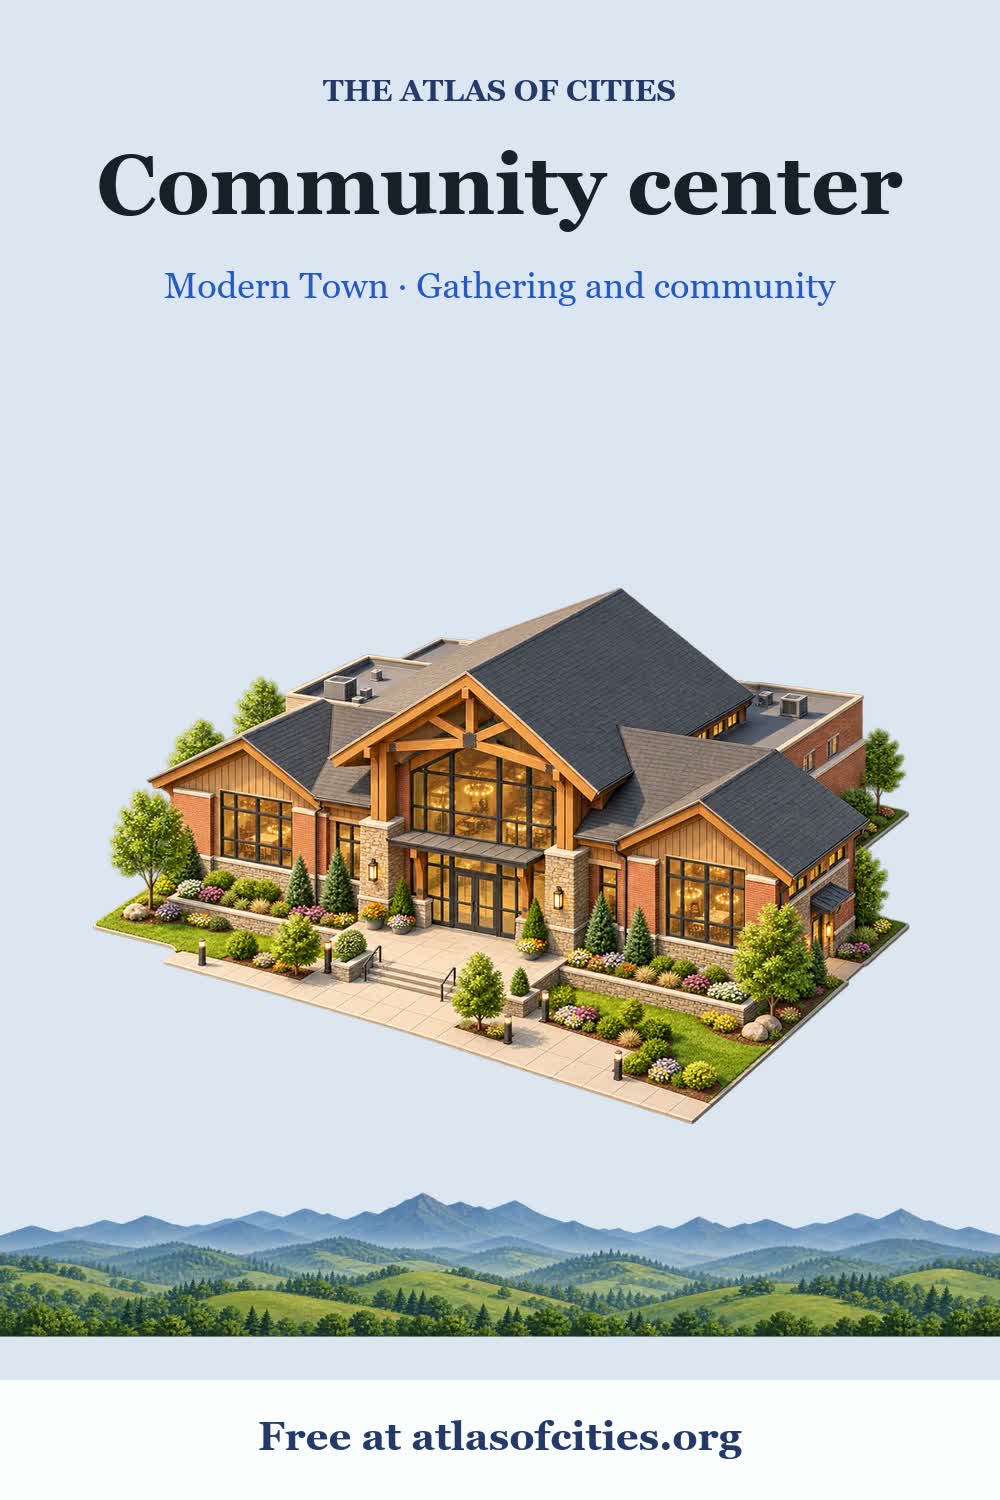 THE ATLAS OF CITIES
Community center
Modern Town · Gathering and community
Free at atlasofcities.org